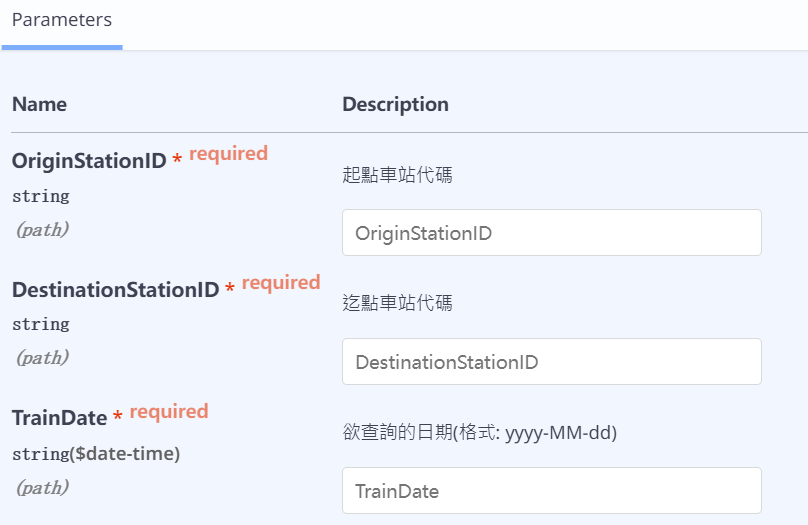 Parameters
Name Description
OriginStationID * required
起點車站代碼
string
(path)
OriginStationID
DestinationStationID * required
迄點車站代碼
string
(path)
DestinationStationID
TrainDate * required
欲查詢的日期(格式: yyyy-MM-dd)
string($date-time)
(path)
TrainDate